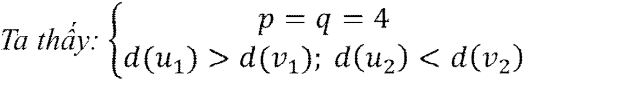 Ta thấy: { p = q = 4
d(u₁) > d(v₁); d(u₂) < d(v₂)